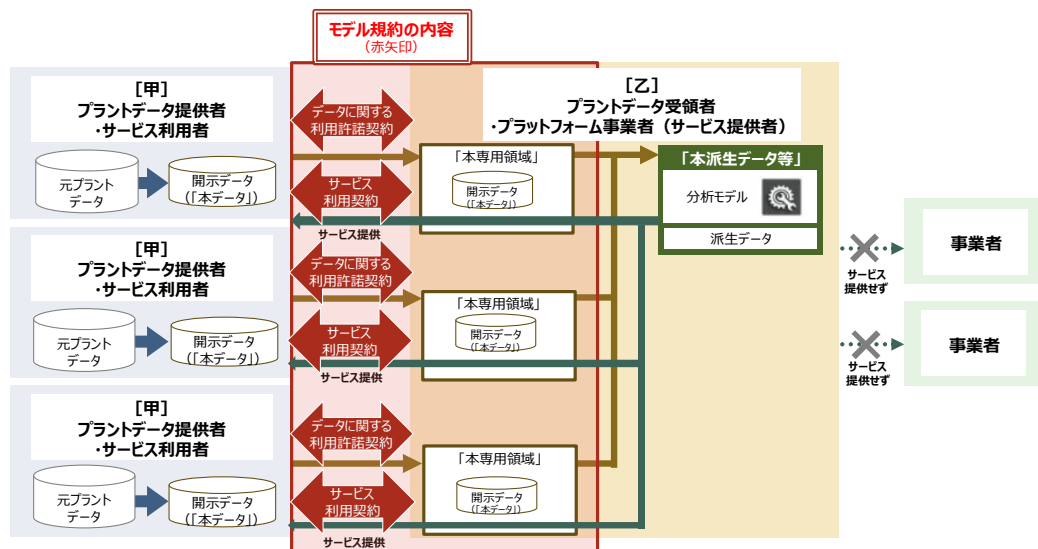 モデル規約の内容
（赤矢印）
［甲］
プラントデータ提供者
・サービス利用者
元プラント
データ
開示データ
（「本データ」）
データに関する
利用許諾契約
サービス
利用契約
サービス提供
［乙］
プラントデータ受領者
・プラットフォーム事業者（サービス提供者）
「本専用領域」
開示データ
（「本データ」）
「本派生データ等」
分析モデル
派生データ
［甲］
プラントデータ提供者
・サービス利用者
元プラント
データ
開示データ
（「本データ」）
データに関する
利用許諾契約
サービス
利用契約
サービス提供
「本専用領域」
開示データ
（「本データ」）
サービス
提供せず
事業者
サービス
提供せず
事業者
［甲］
プラントデータ提供者
・サービス利用者
元プラント
データ
開示データ
（「本データ」）
データに関する
利用許諾契約
サービス
利用契約
サービス提供
「本専用領域」
開示データ
（「本データ」）